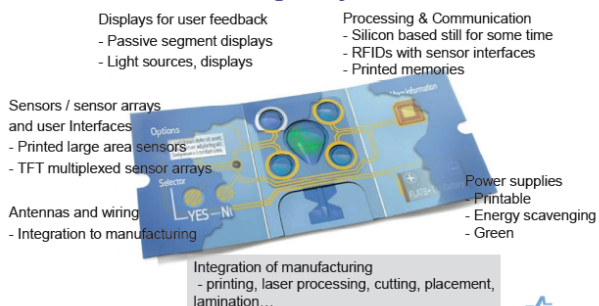 Displays for user feedback
- Passive segment displays
- Light sources, displays
Processing & Communication
- Silicon based still for some time
- RFIDs with sensor interfaces
- Printed memories
Sensors / sensor arrays
and user Interfaces
- Printed large area sensors
- TFT multiplexed sensor arrays
Antennas and wiring
- Integration to manufacturing
Options
Selector
YES
More Information
Power supplies
- Printable
- Energy scavenging
- Green
Integration of manufacturing
- printing, laser processing, cutting, placement,
lamination...